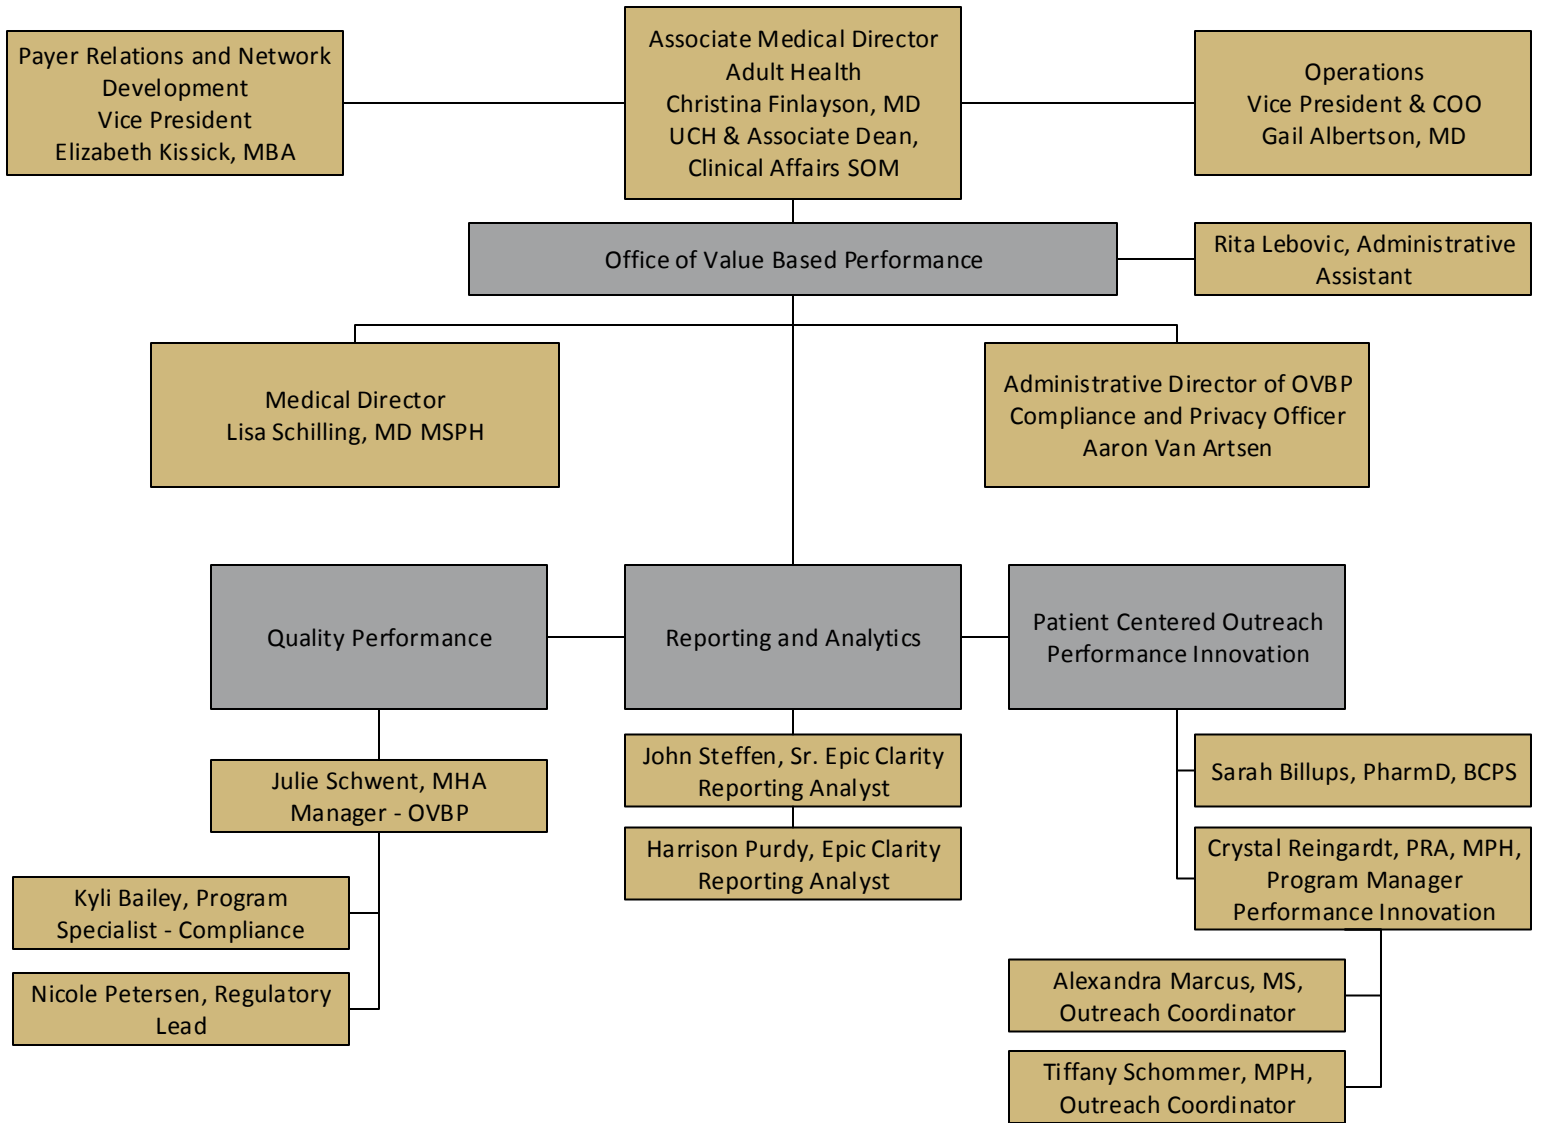 Payer Relations and Network
Development
Vice President
Elizabeth Kissick, MBA
Associate Medical Director
Adult Health
Christina Finlayson, MD
UCH & Associate Dean,
Clinical Affairs SOM
Operations
Vice President & COO
Gail Albertson, MD
Office of Value Based Performance
Rita Lebovic, Administrative
Assistant
Medical Director
Lisa Schilling, MD MSPH
Administrative Director of OVBP
Compliance and Privacy Officer
Aaron Van Artsen
Quality Performance
Reporting and Analytics
Patient Centered Outreach
Performance Innovation
Julie Schwent, MHA
Manager - OVBP
Kyli Bailey, Program
Specialist - Compliance
Nicole Petersen, Regulatory
Lead
John Steffen, Sr. Epic Clarity
Reporting Analyst
Harrison Purdy, Epic Clarity
Reporting Analyst
Sarah Billups, PharmD, BCPS
Crystal Reingardt, PRA, MPH,
Program Manager
Performance Innovation
Alexandra Marcus, MS,
Outreach Coordinator
Tiffany Schommer, MPH,
Outreach Coordinator